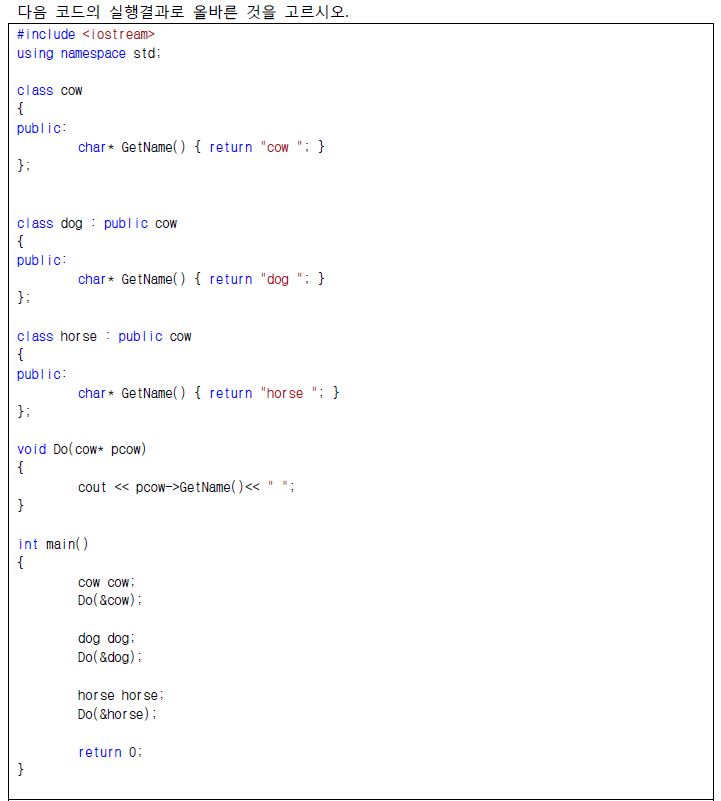 다음 코드의 실행결과로 올바른 것을 고르시오.
#include <iostream>
using namespace std;
class cow
{
public:
char* GetName() { return "cow "; }
};
class dog : public cow
{
public:
char* GetName() { return "dog "; }
};
class horse : public cow
{
public:
char* GetName() { return "horse "; }
};
void Do(cow* pcow)
{
cout << pcow->GetName()<< " ";
}
int main()
{
cow cow;
Do(&cow);
dog dog;
Do(&dog);
horse horse;
Do(&horse);
return 0;
}